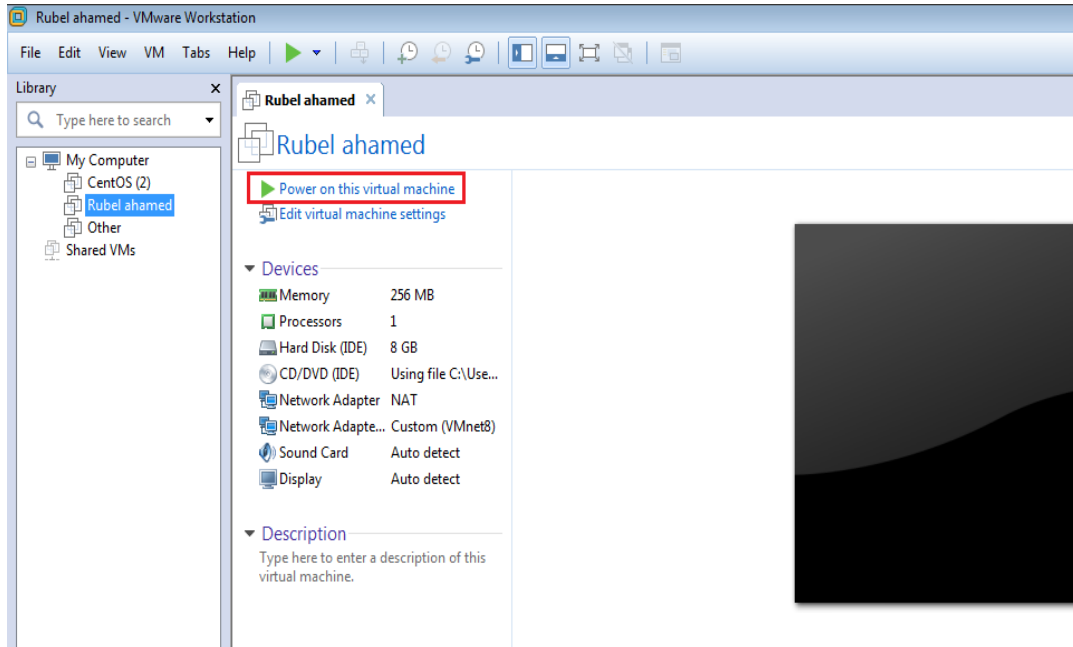 Rubel ahamed - VMware Workstation
File Edit View VM Tabs Help
Library x
Type here to search
My Computer
CentOS (2)
Rubel ahamed
Other
Shared VMs
Rubel ahamed ×
Rubel ahamed
Power on this virtual machine
Edit virtual machine settings
Devices
Memory 256 MB
Processors 1
Hard Disk (IDE) 8 GB
CD/DVD (IDE) Using file C:\Use...
Network Adapter NAT
Network Adapte... Custom (VMnet8)
Sound Card Auto detect
Display Auto detect
Description
Type here to enter a description of this
virtual machine.